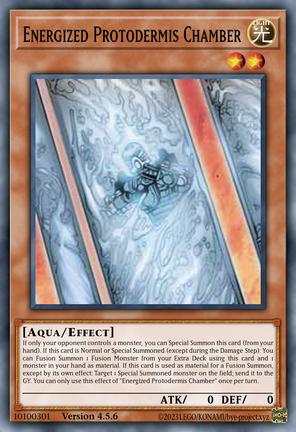 ENERGIZED PROTODERMIS CHAMBER
LIGHT
光
[AQUA/EFFECT]
If only your opponent controls a monster, you can Special Summon this card (from your
hand). If this card is Normal or Special Summoned (except during the Damage Step): You
can Fusion Summon 1 Fusion Monster from your Extra Deck using this card and 1
monster in your hand as material. If this card is used as material for a Fusion Summon,
except by its own effect: Target 1 Special Summoned monster on the field; send it to the
GY. You can only use this effect of "Energized Protodermis Chamber" once per turn.
ATK/ 0 DEF/ 0
10100301 Version 4.5.6 ©2023LEGO/KONAMI/bye-project.xyz